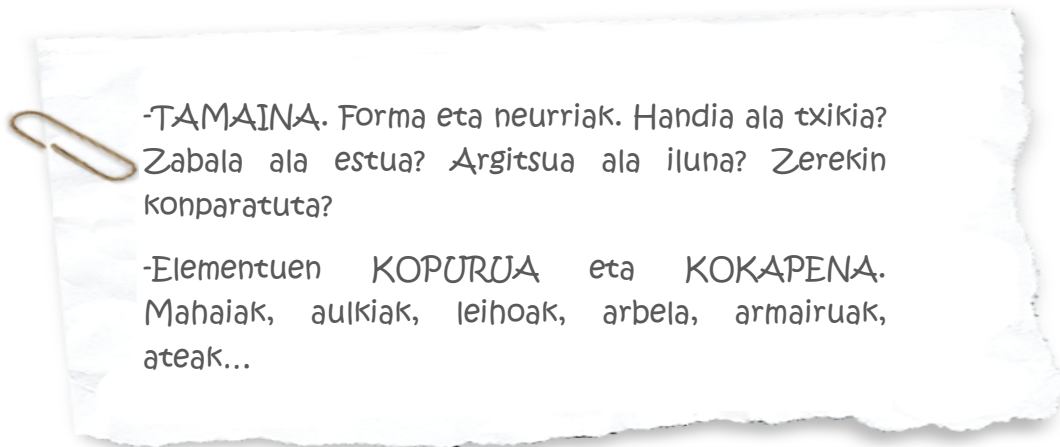 -TAMAINA. Forma eta neurriak. Handia ala txikia?
Zabala ala estua? Argitsua ala iluna? Zerekin
konparatuta?
-Elementuen KOPURUA eta KOKAPENA.
Mahaiak, aulkiak, leihoak, arbela, armairuak,
ateak…